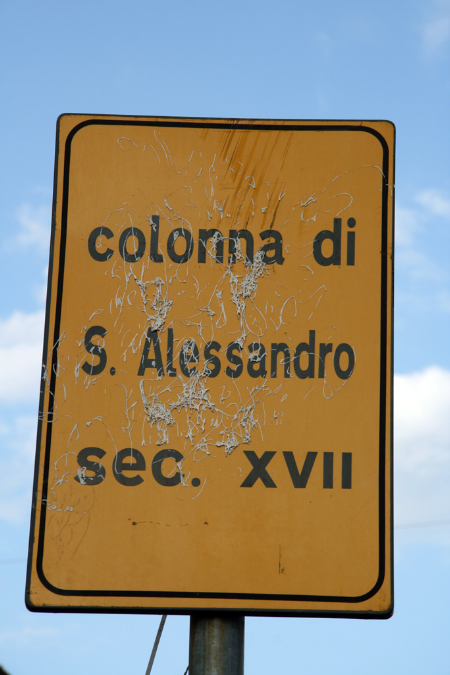 colonna di
S. Alessandro
sec. XVII